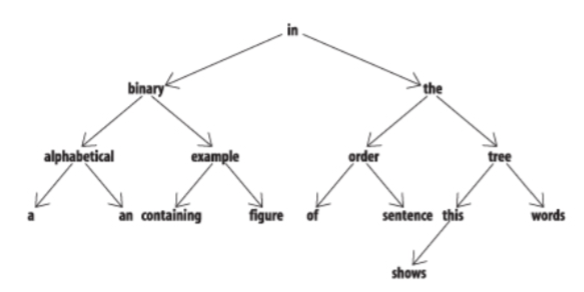 in
binary the
alphabetical example order tree
a an containing figure of sentence this words
shows